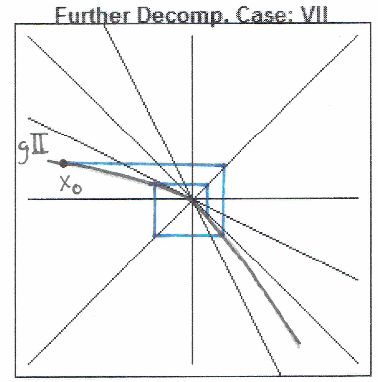 Further Decomp. Case: VII
gII
x₀